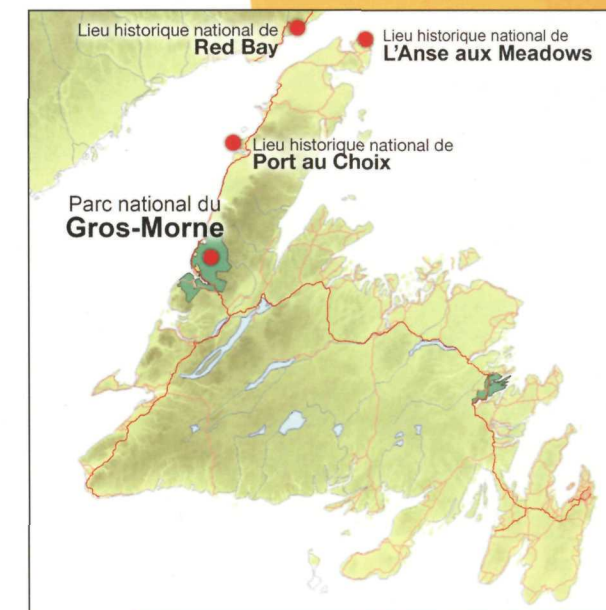 Lieu historique national de
Red Bay
Lieu historique national de
L'Anse aux Meadows
Lieu historique national de
Port au Choix
Parc national du
Gros-Morne